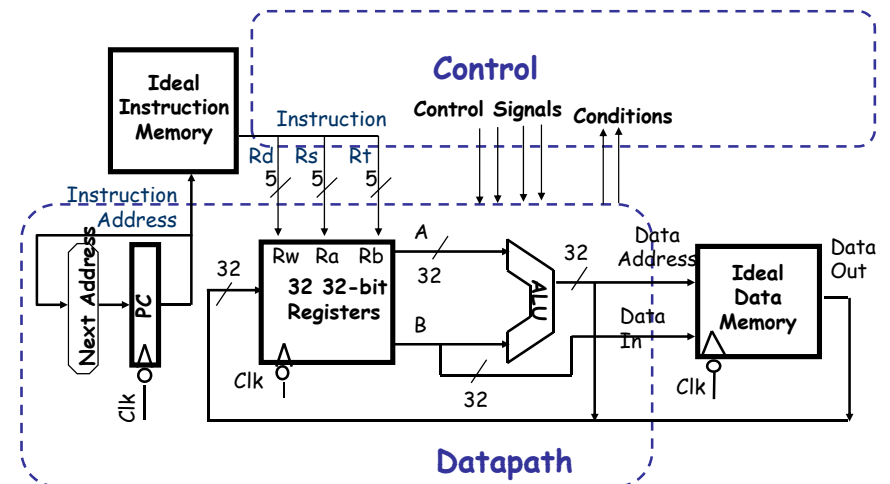 Control
Ideal
Instruction
Memory
Control Signals
Conditions
Instruction
Rd
Rs
Rt
5
5
5
Instruction
Address
Next Address
PC
Clk
32
Rw
Ra
Rb
32 32-bit
Registers
Clk
A
32
B
32
ALU
32
Data
Address
Data
In
Ideal
Data
Memory
Clk
Data
Out
Datapath